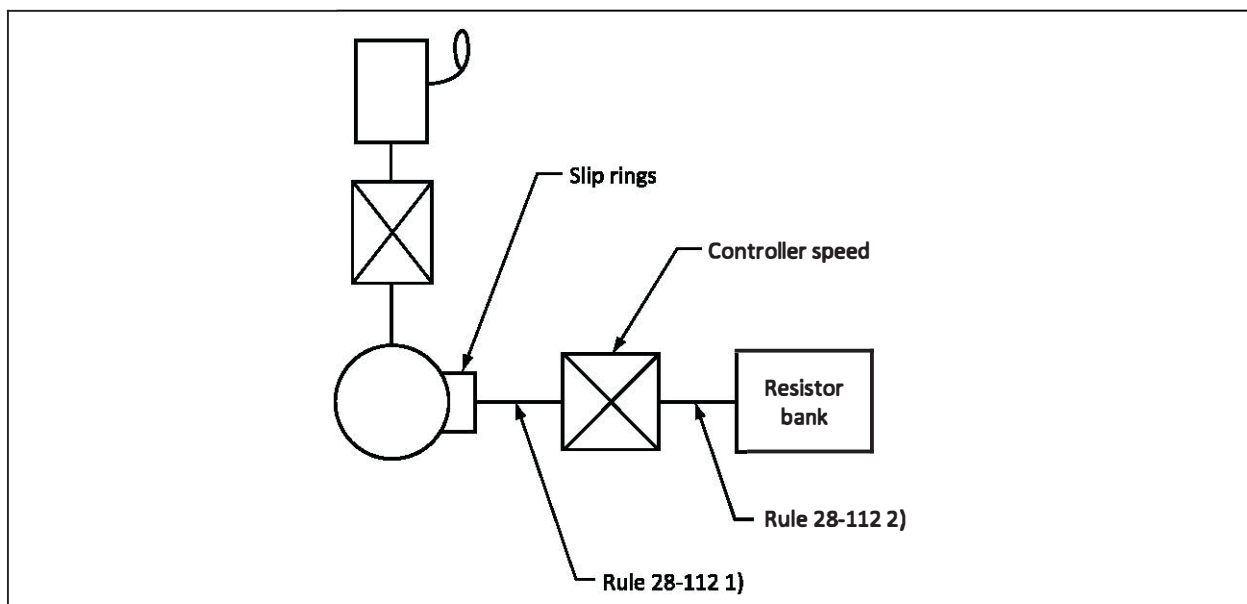 Slip rings
Controller speed
Resistor
bank
Rule 28-112 2)
Rule 28-112 1)